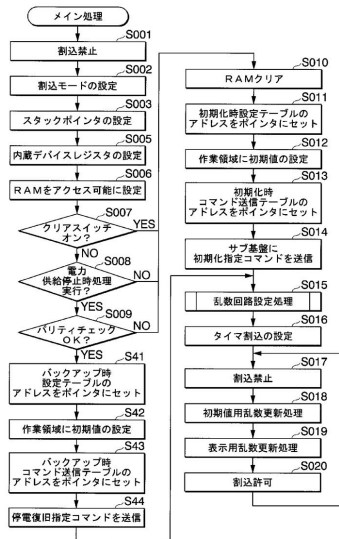 メイン処理
S001
割込禁止
S002
割込モードの設定
S003
スタックポインタの設定
S005
内蔵デバイスレジスタの設定
S006
RAMをアクセス可能に設定
S007
クリアスイッチ
オン?
YES
NO
S008
電力
供給停止時処理
実行?
NO
YES
S009
パリティチェック
OK?
NO
YES
S41
バックアップ時
設定テーブルの
アドレスをポインタにセット
S42
作業領域に初期値の設定
S43
バックアップ時
コマンド送信テーブルの
アドレスをポインタにセット
S44
停電復旧指定コマンドを送信
S010
RAMクリア
S011
初期化時設定テーブルの
アドレスをポインタにセット
S012
作業領域に初期値の設定
S013
初期化時
コマンド送信テーブルの
アドレスをポインタにセット
S014
サブ基盤に
初期化指定コマンドを送信
S015
乱数回路設定処理
S016
タイマ割込の設定
S017
割込禁止
S018
初期値用乱数更新処理
S019
表示用乱数更新処理
S020
割込許可